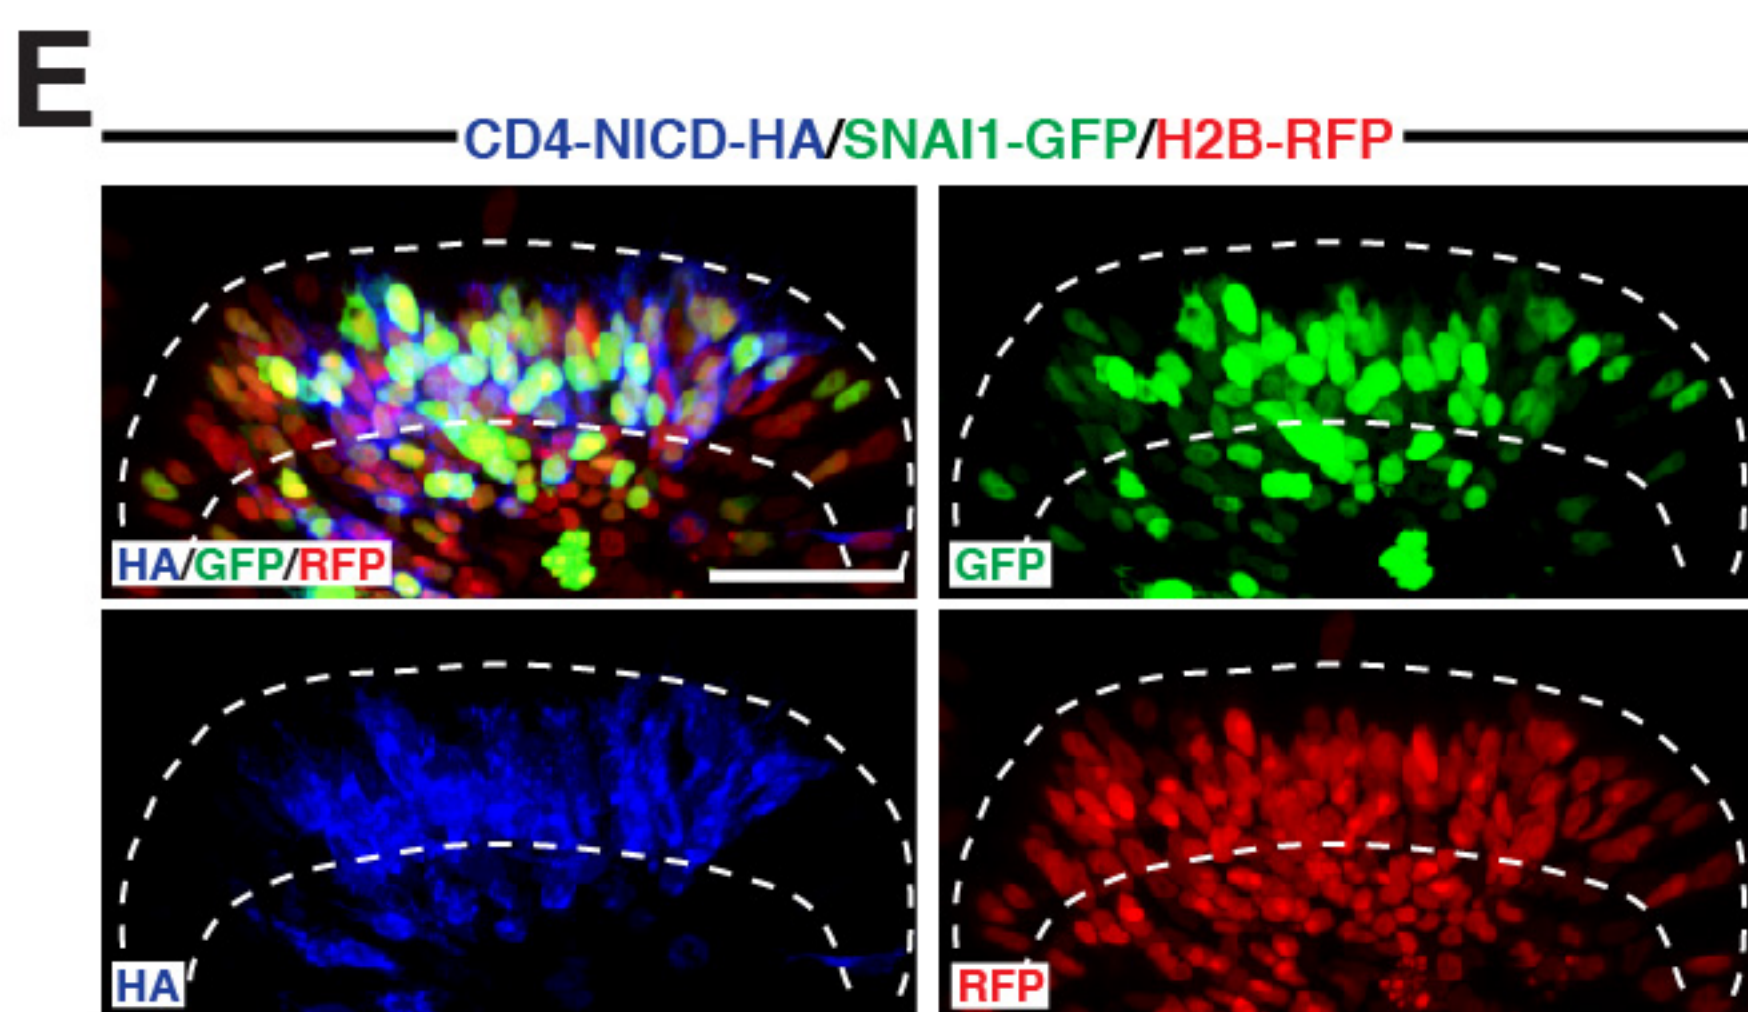 E
CD4-NICD-HA/SNAI1-GFP/H2B-RFP
HA/GFP/RFP
GFP
HA
RFP